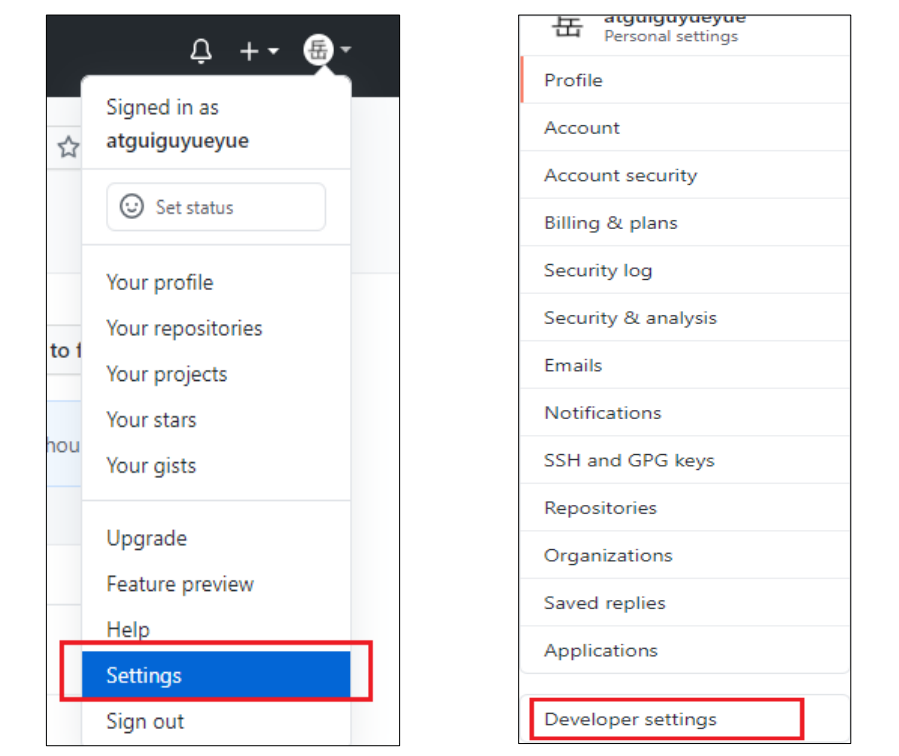 岳
Signed in as
atguiguyueyue
Set status
Your profile
Your repositories
to f
Your projects
Your stars
hou
Your gists
Upgrade
Feature preview
Help
Settings
Sign out
岳
atguiguyueyue
Personal settings
Profile
Account
Account security
Billing & plans
Security log
Security & analysis
Emails
Notifications
SSH and GPG keys
Repositories
Organizations
Saved replies
Applications
Developer settings